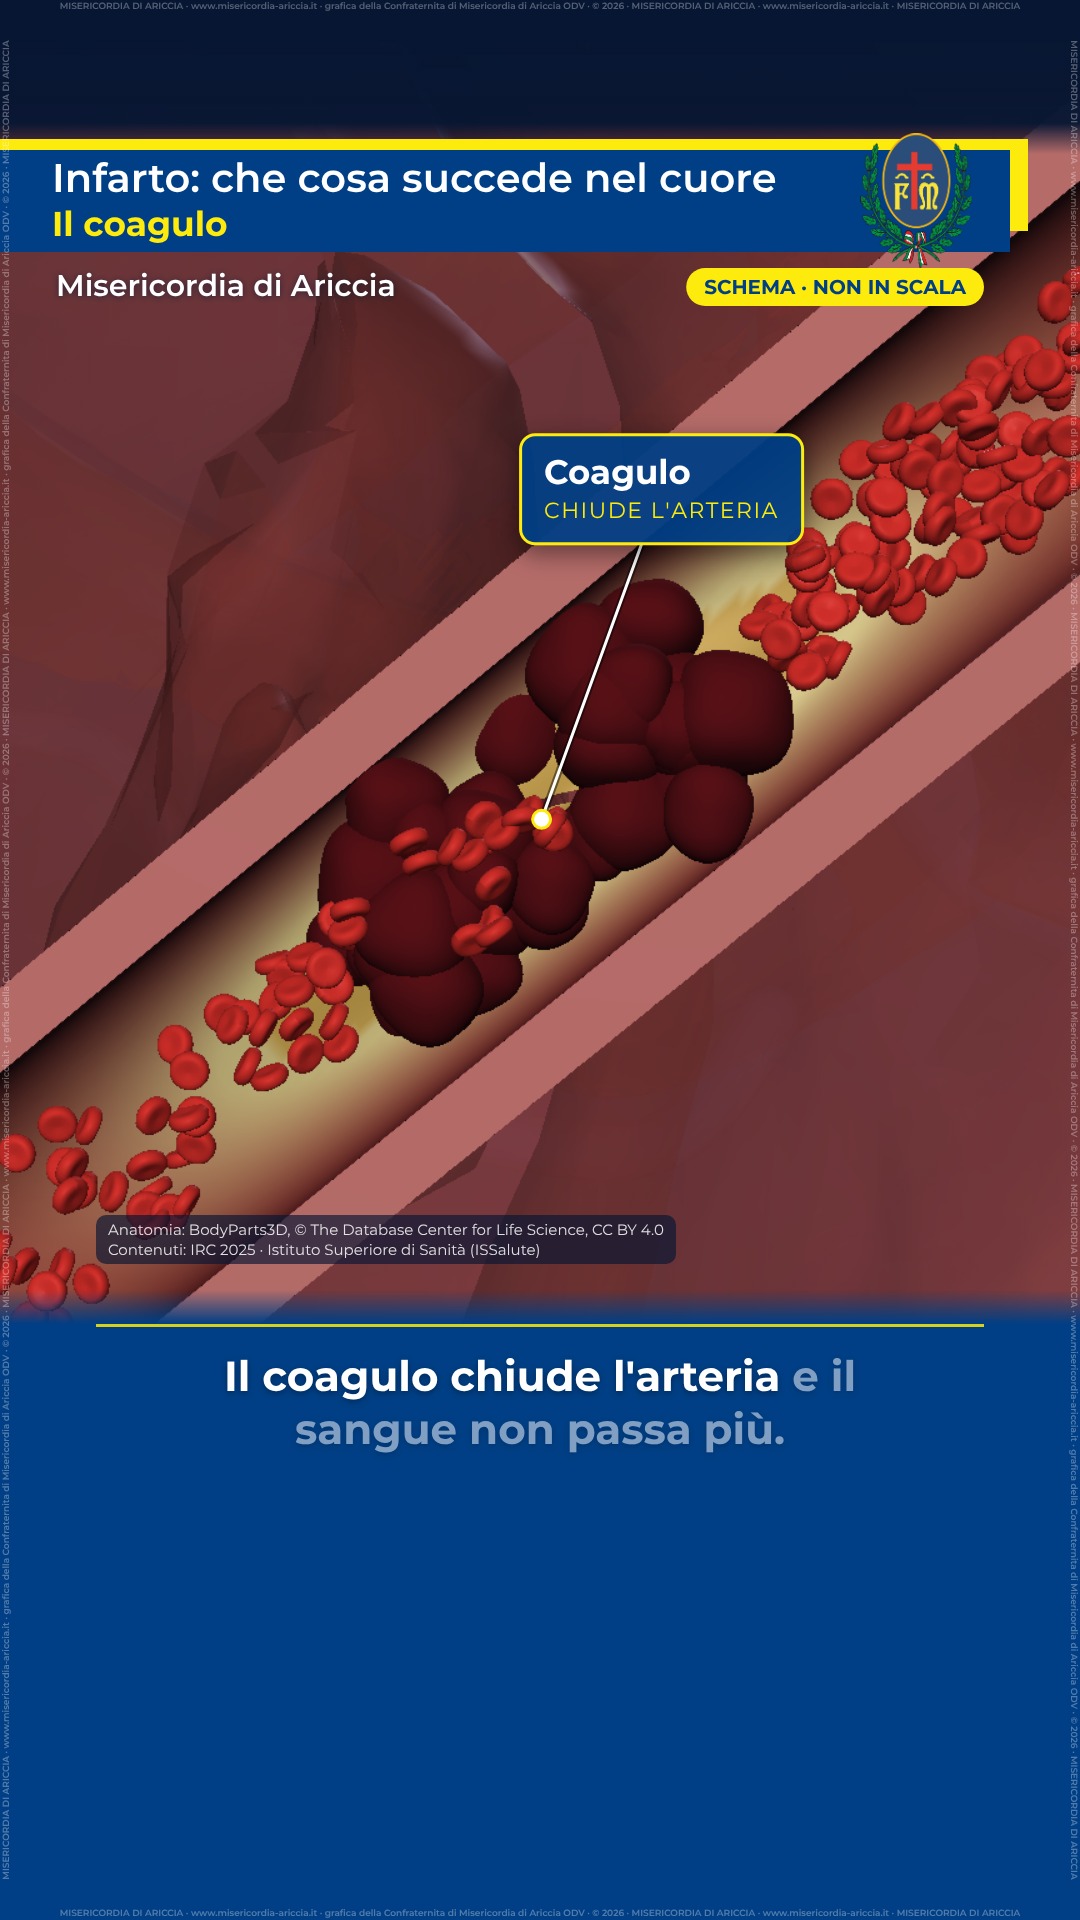 MISERICORDIA DI ARICCIA · www.misericordia-ariccia.it · grafica della Confraternita di Misericordia di Ariccia ODV · © 2026 · MISERICORDIA DI ARICCIA · www.misericordia-ariccia.it · MISERICORDIA DI ARICCIA
Infarto: che cosa succede nel cuore
Il coagulo
Misericordia di Ariccia
SCHEMA · NON IN SCALA
Coagulo
CHIUDE L'ARTERIA
Anatomia: BodyParts3D, © The Database Center for Life Science, CC BY 4.0
Contenuti: IRC 2025 · Istituto Superiore di Sanità (ISSalute)
Il coagulo chiude l'arteria e il
sangue non passa più.
MISERICORDIA DI ARICCIA · www.misericordia-ariccia.it · grafica della Confraternita di Misericordia di Ariccia ODV · © 2026 · MISERICORDIA DI ARICCIA · www.misericordia-ariccia.it · MISERICORDIA DI ARICCIA